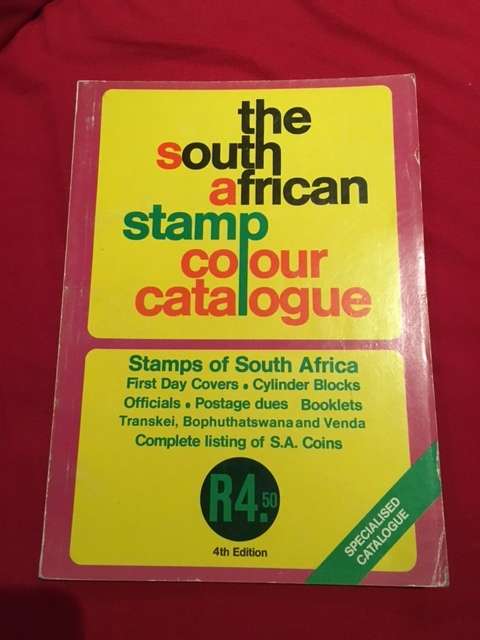 the
south
african
stamp
colour
catalogue
Stamps of South Africa
First Day Covers • Cylinder Blocks
Officials • Postage dues Booklets
Transkei, Bophuthatswana and Venda
Complete listing of S.A. Coins
R4.50
4th Edition
SPECIALISED
CATALOGUE